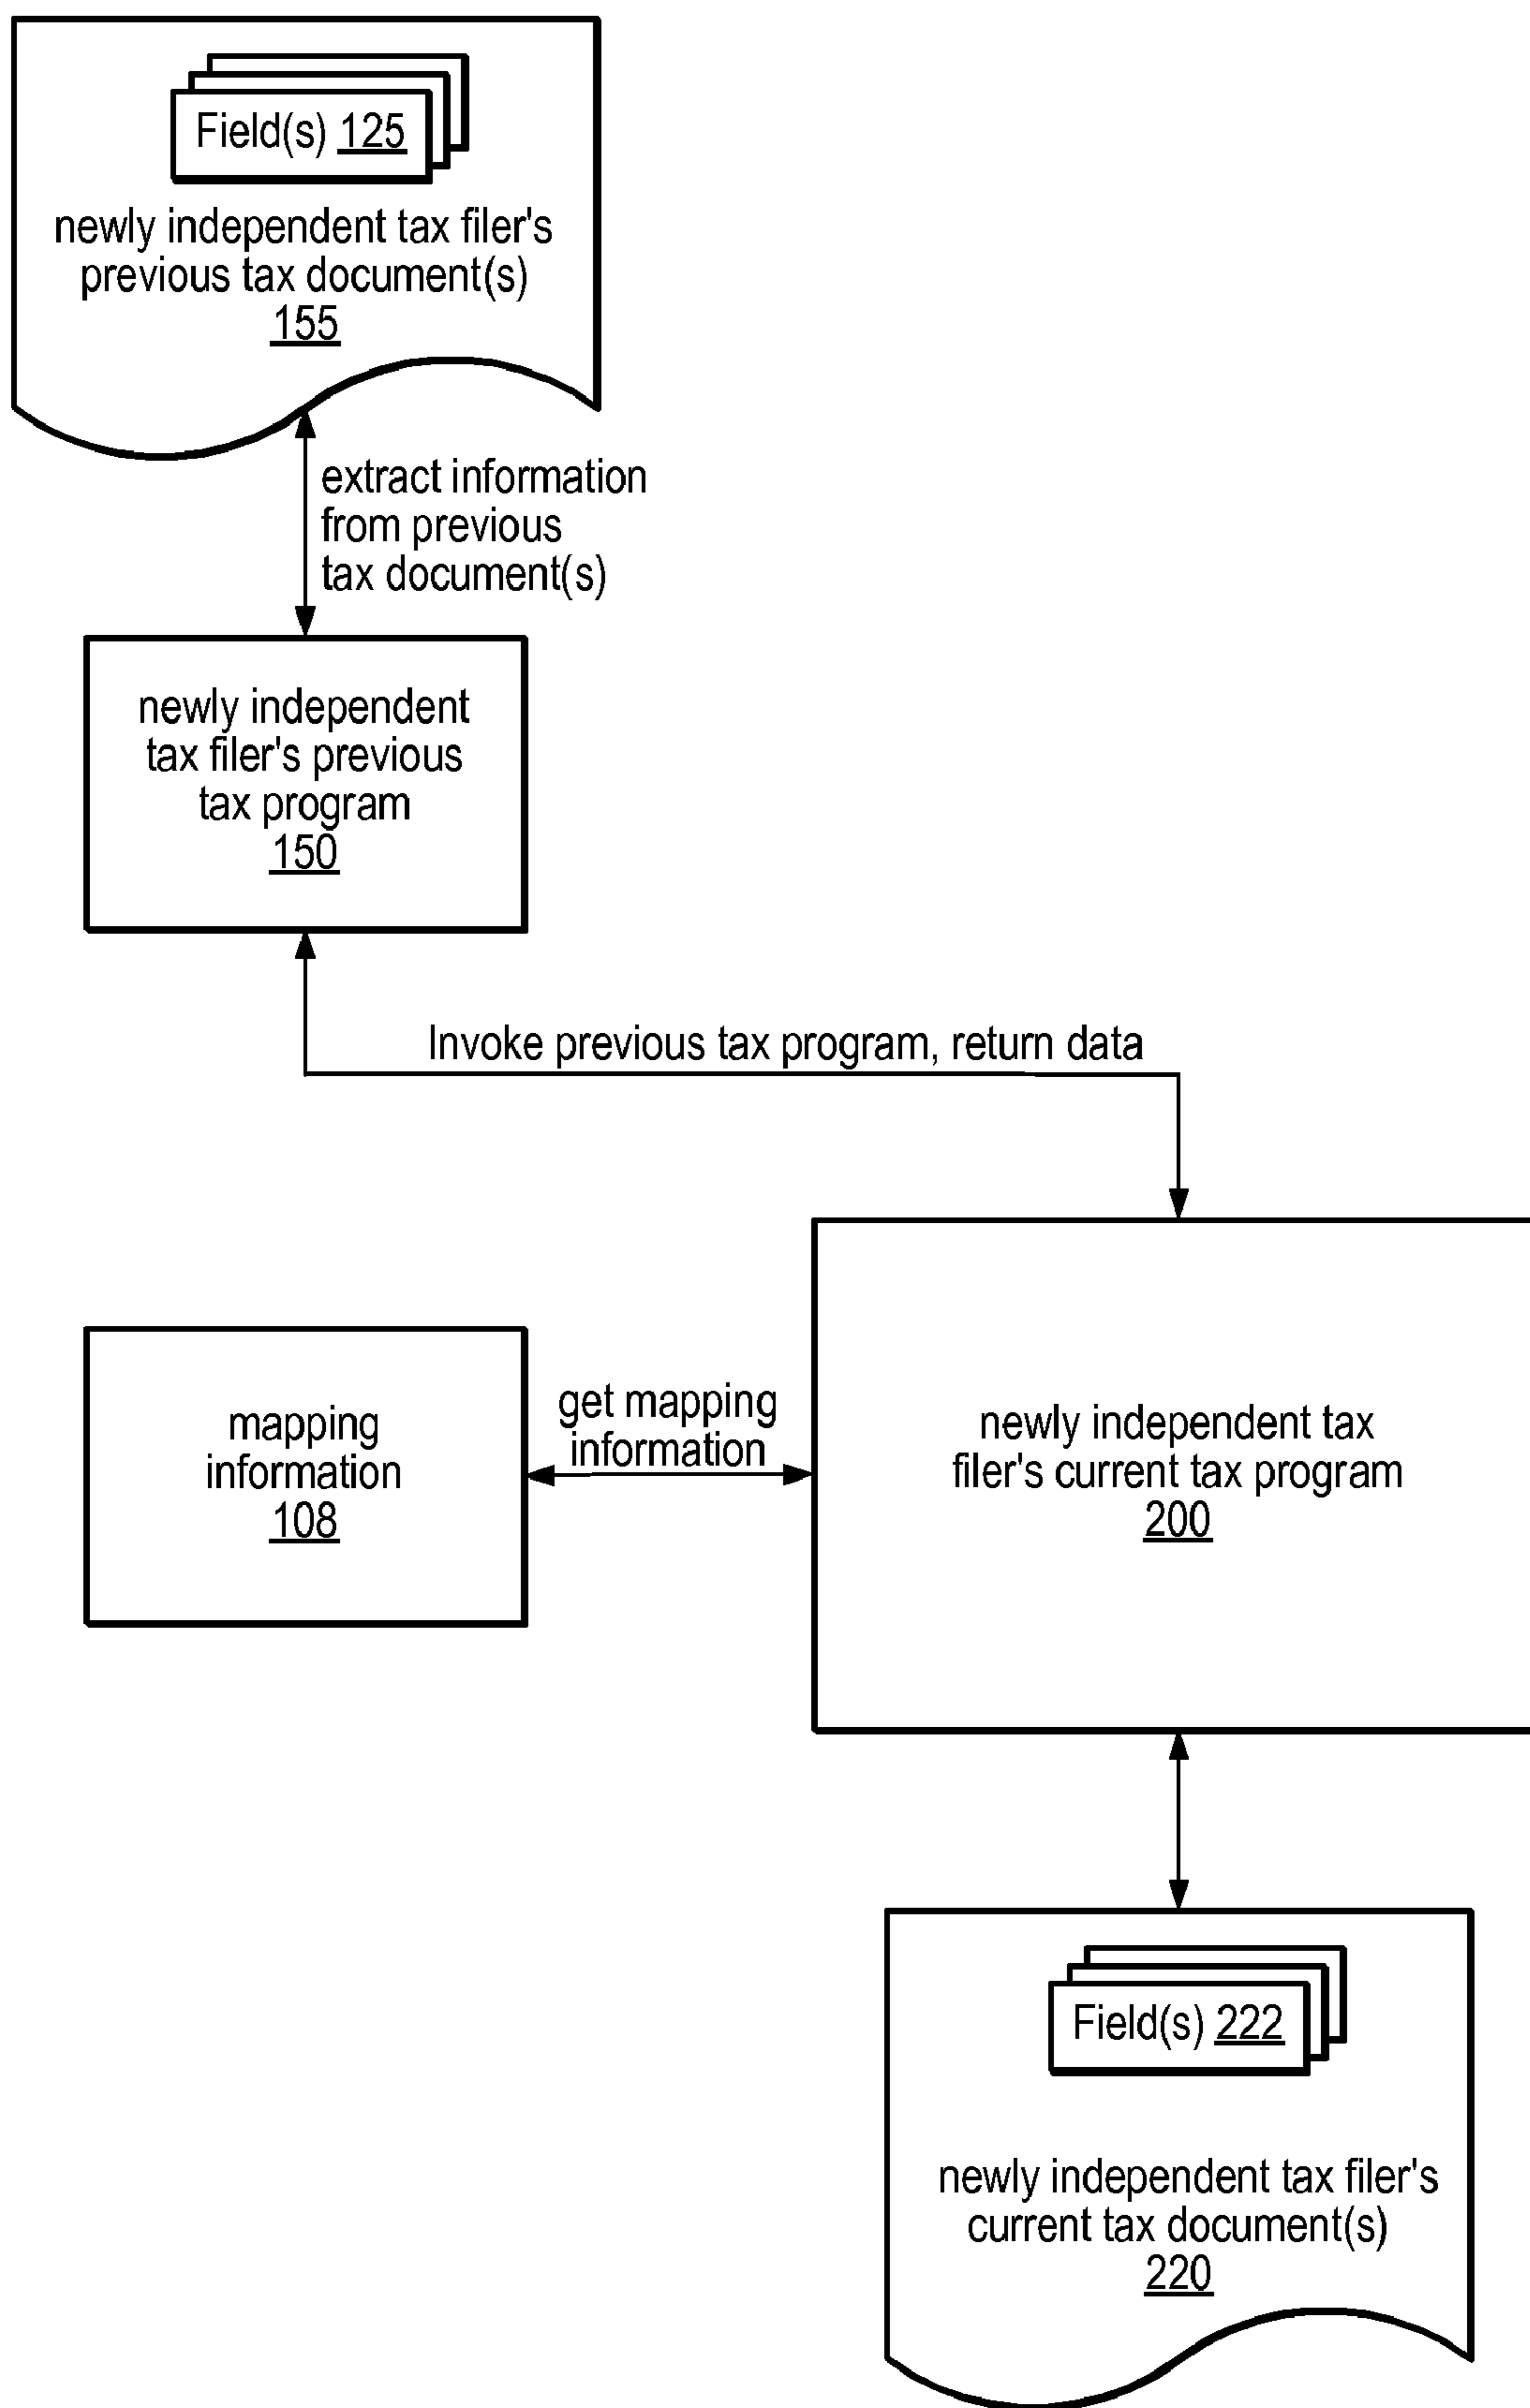 Field(s) 125
newly independent tax filer's
previous tax document(s)
155
extract information
from previous
tax document(s)
newly independent
tax filer's previous
tax program
150
Invoke previous tax program, return data
mapping
information
108
get mapping
information
newly independent tax
filer's current tax program
200
Field(s) 222
newly independent tax filer's
current tax document(s)
220